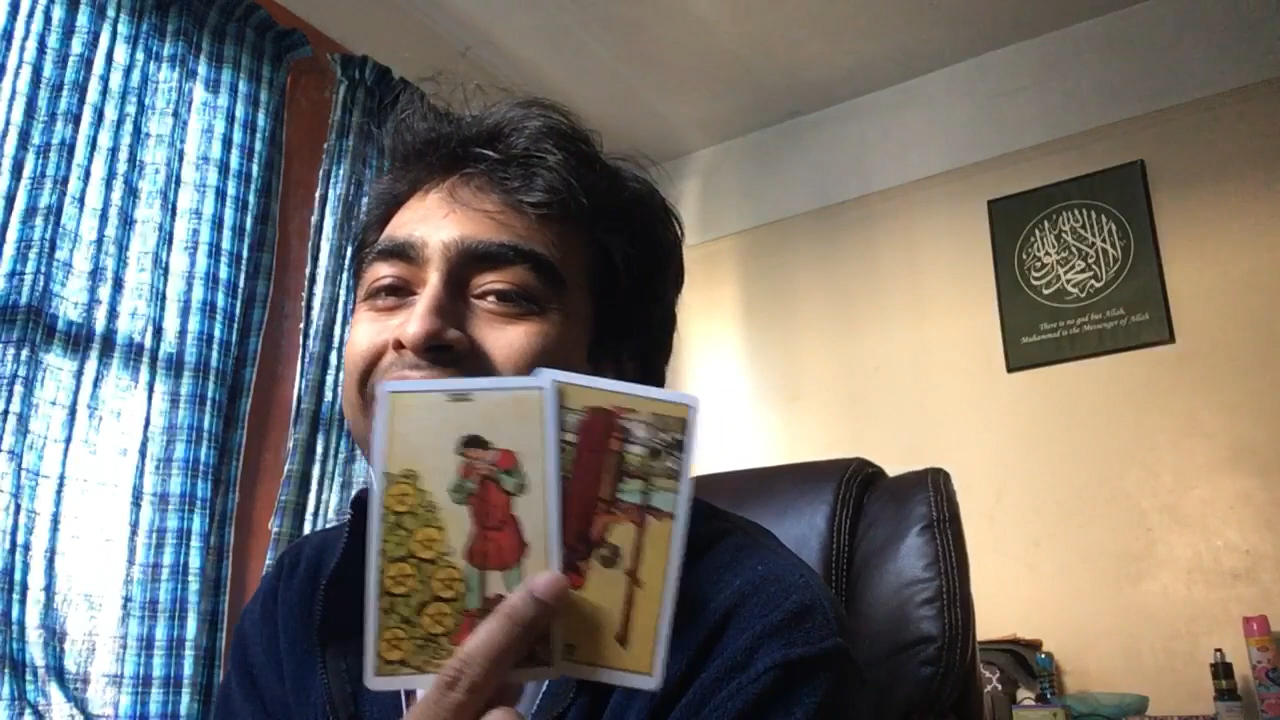 لا إله إلا الله محمد رسول الله
There is no god but Allah
Muhammad is the Messenger of Allah